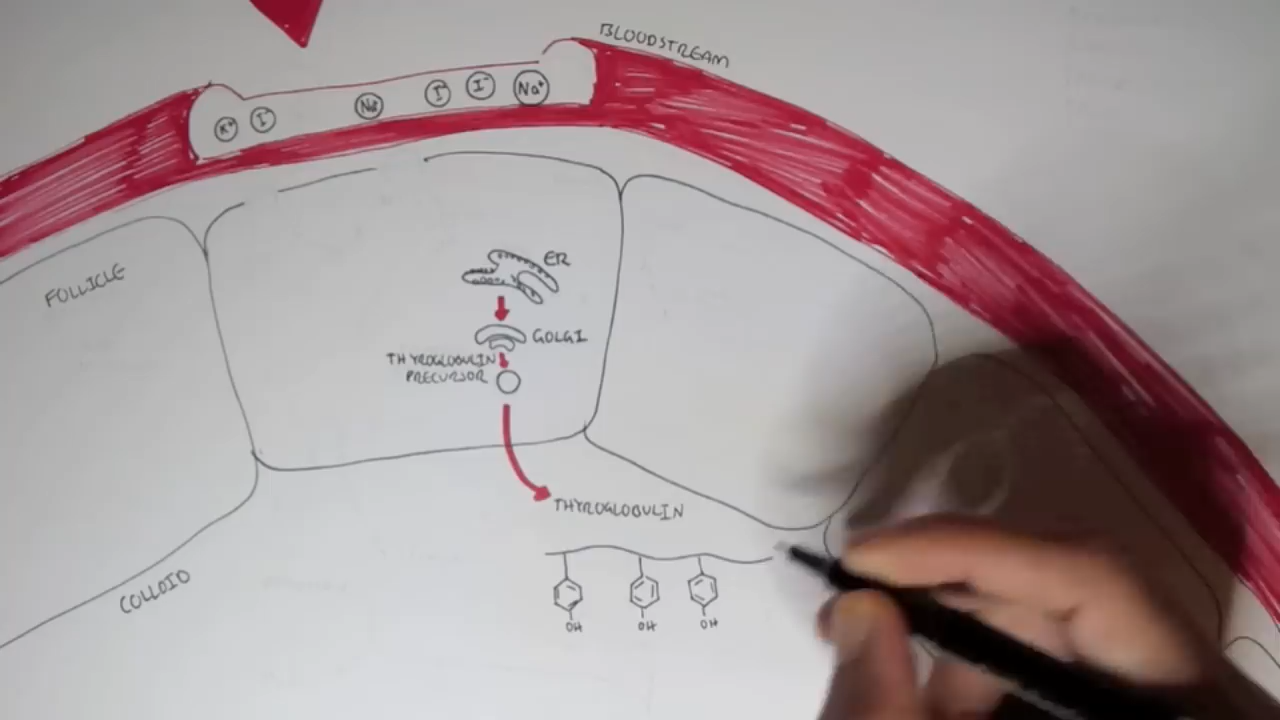 BLOODSTREAM
K+
I-
Na+
I-
I-
Na+
FOLLICLE
ER
GOLGI
THYROGLOBULIN
PRECURSOR
THYROGLOBULIN
COLLOID
OH
OH
OH